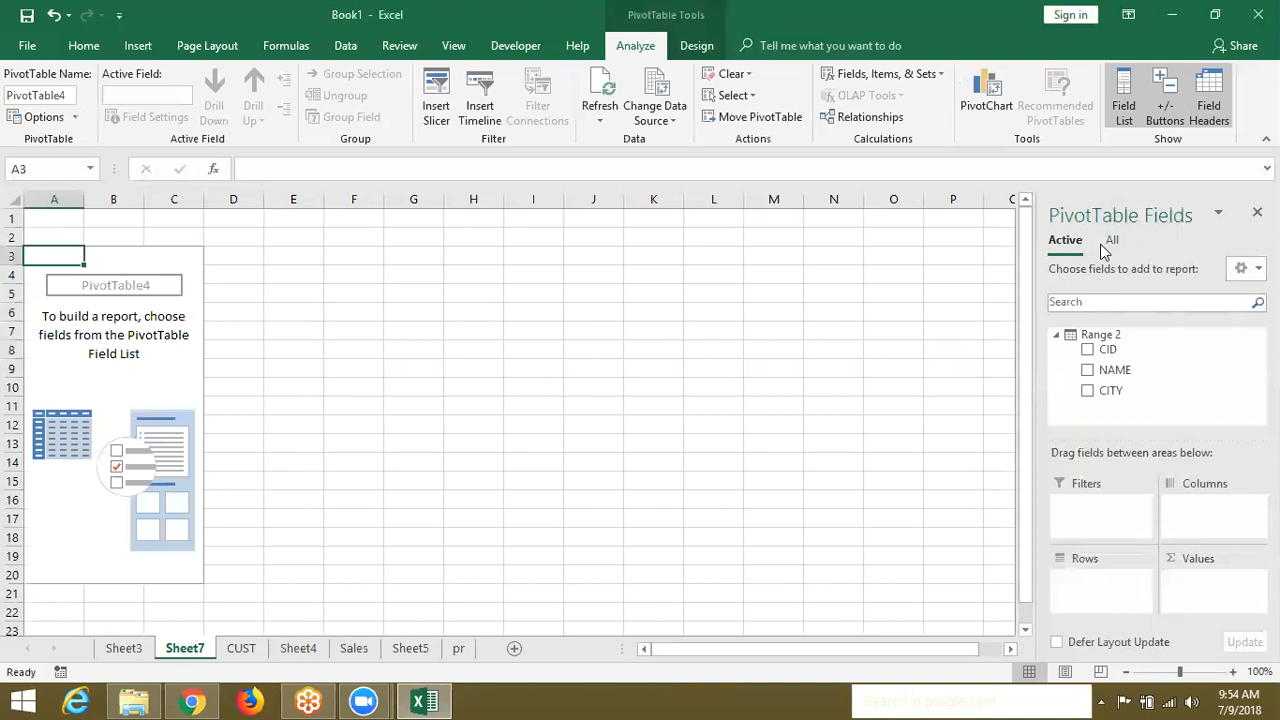 Book1 - Excel
PivotTable Tools
Sign in
File
Home
Insert
Page Layout
Formulas
Data
Review
View
Developer
Help
Analyze
Design
Tell me what you want to do
Share
PivotTable Name:
PivotTable4
Options
PivotTable
Active Field:
Field Settings
Drill Down
Drill Up
Active Field
Group Selection
Ungroup
Group Field
Group
Insert Slicer
Insert Timeline
Filter Connections
Filter
Refresh
Change Data Source
Data
Clear
Select
Move PivotTable
Actions
Fields, Items, & Sets
OLAP Tools
Relationships
Calculations
PivotChart
Recommended PivotTables
Tools
Field List
+/- Buttons
Field Headers
Show
A3
fx
A B C D E F G H I J K L M N O P
1
2
3
4
5
6
7
8
9
10
11
12
13
14
15
16
17
18
19
20
21
22
23
PivotTable4
To build a report, choose
fields from the PivotTable
Field List
PivotTable Fields
Active
All
Choose fields to add to report:
Search
Range 2
CID
NAME
CITY
Drag fields between areas below:
Filters
Columns
Rows
Σ Values
Defer Layout Update
Update
Sheet3
Sheet7
CUST
Sheet4
Sales
Sheet5
pr
Ready
100%
Search in google.com
9:54 AM
7/9/2018